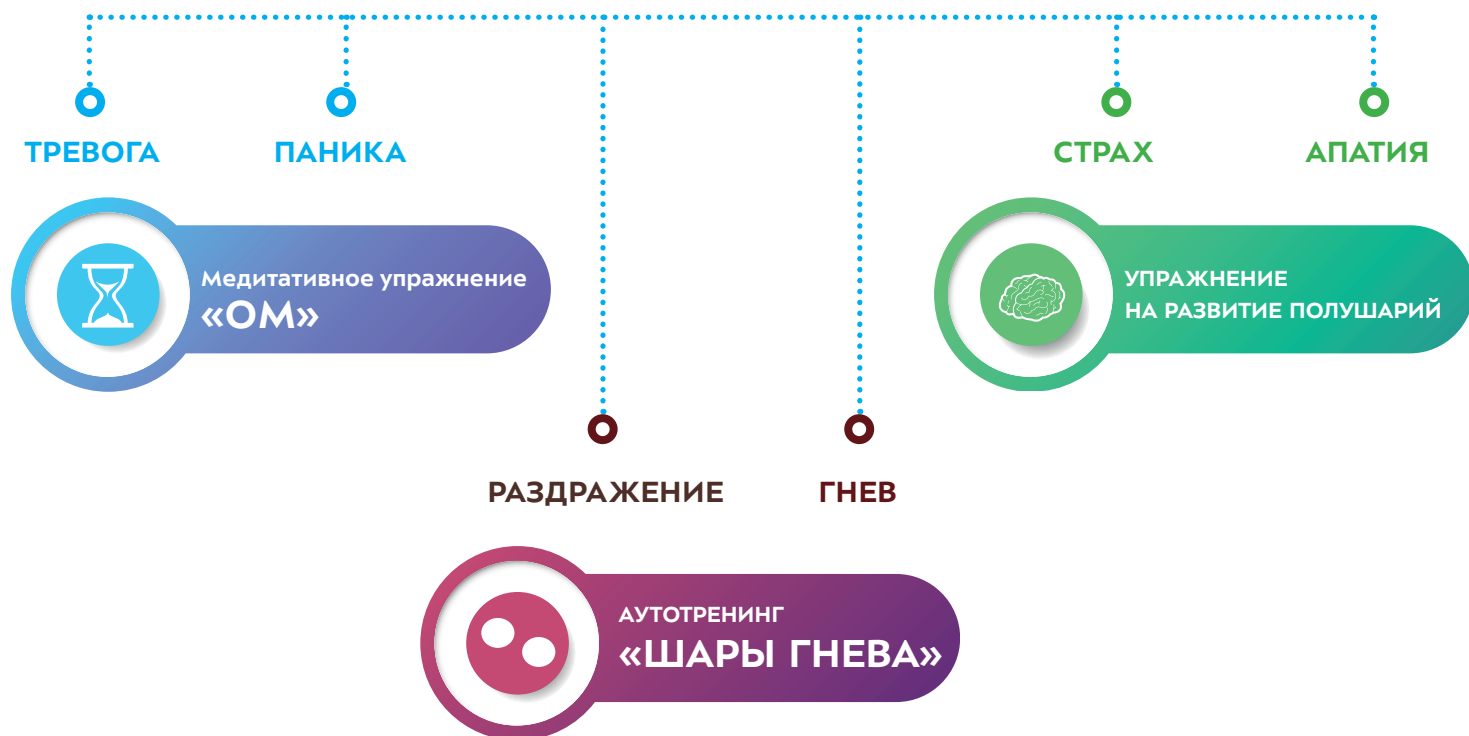 ТРЕВОГА
ПАНИКА
СТРАХ
АПАТИЯ
Медитативное упражнение
«ОМ»
УПРАЖНЕНИЕ
НА РАЗВИТИЕ ПОЛУШАРИЙ
РАЗДРАЖЕНИЕ
ГНЕВ
АУТОТРЕНИНГ
«ШАРЫ ГНЕВА»